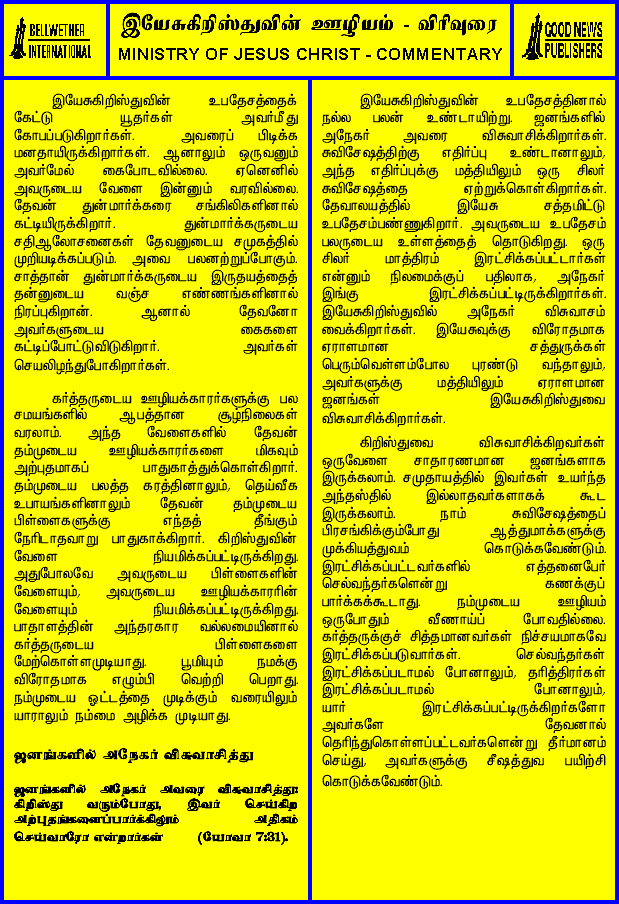 BELLWETHER
INTERNATIONAL
இயேசுகிறிஸ்துவின் ஊழியம் - விரிவுரை
MINISTRY OF JESUS CHRIST - COMMENTARY
GOOD NEWS
PUBLISHERS
இயேசுகிறிஸ்துவின் உபதேசத்தைக்
கேட்டு யூதர்கள் அவர்மீது
கோபப்படுகிறார்கள். அவரைப் பிடிக்க
மனதாயிருக்கிறார்கள். ஆனாலும் ஒருவனும்
அவர்மேல் கைபோடவில்லை. ஏனெனில்
அவருடைய வேளை இன்னும் வரவில்லை.
தேவன் துன்மார்க்கரை சங்கிலிகளினால்
கட்டியிருக்கிறார். துன்மார்க்கருடைய
சதிஆலோசனைகள் தேவனுடைய சமுகத்தில்
முறியடிக்கப்படும். அவை பலனற்றுப்போகும்.
சாத்தான் துன்மார்க்கருடைய இருதயத்தைத்
தன்னுடைய வஞ்ச எண்ணங்களினால்
நிரப்புகிறான். ஆனால் தேவனோ
அவர்களுடைய கைகளை
கட்டிப்போட்டுவிடுகிறார். அவர்கள்
செயலிழந்துபோகிறார்கள்.
கர்த்தருடைய ஊழியக்காரர்களுக்கு பல
சமயங்களில் ஆபத்தான சூழ்நிலைகள்
வரலாம். அந்த வேளைகளில் தேவன்
தம்முடைய ஊழியக்காரர்களை மிகவும்
அற்புதமாகப் பாதுகாத்துக்கொள்கிறார்.
தம்முடைய பலத்த கரத்தினாலும், தெய்வீக
உபாயங்களினாலும் தேவன் தம்முடைய
பிள்ளைகளுக்கு எந்தத் தீங்கும்
நேரிடாதவாறு பாதுகாக்கிறார். கிறிஸ்துவின்
வேளை நியமிக்கப்பட்டிருக்கிறது.
அதுபோலவே அவருடைய பிள்ளைகளின்
வேளையும், அவருடைய ஊழியக்காரரின்
வேளையும் நியமிக்கப்பட்டிருக்கிறது.
பாதாளத்தின் அந்தரகார வல்லமையினால்
கர்த்தருடைய பிள்ளைகளை
மேற்கொள்ளமுடியாது. பூமியும் நமக்கு
விரோதமாக எழும்பி வெற்றி பெறாது.
நம்முடைய ஓட்டத்தை முடிக்கும் வரையிலும்
யாராலும் நம்மை அழிக்க முடியாது.
ஜனங்களில் அநேகர் விசுவாசித்து
ஜனங்களில் அநேகர் அவரை விசுவாசித்து:
கிறிஸ்து வரும்போது, இவர் செய்கிற
அற்புதங்களைப்பார்க்கிலும் அதிகம்
செய்வாரோ என்றார்கள் (யோவா 7:31).
இயேசுகிறிஸ்துவின் உபதேசத்தினால்
நல்ல பலன் உண்டாயிற்று. ஜனங்களில்
அநேகர் அவரை விசுவாசிக்கிறார்கள்.
சுவிசேஷத்திற்கு எதிர்ப்பு உண்டானாலும்,
அந்த எதிர்ப்புக்கு மத்தியிலும் ஒரு சிலர்
சுவிசேஷத்தை ஏற்றுக்கொள்கிறார்கள்.
தேவாலயத்தில் இயேசு சத்தமிட்டு
உபதேசம்பண்ணுகிறார். அவருடைய உபதேசம்
பலருடைய உள்ளத்தைத் தொடுகிறது. ஒரு
சிலர் மாத்திரம் இரட்சிக்கப்பட்டார்கள்
என்னும் நிலமைக்குப் பதிலாக, அநேகர்
இங்கு இரட்சிக்கப்பட்டிருக்கிறார்கள்.
இயேசுகிறிஸ்துவில் அநேகர் விசுவாசம்
வைக்கிறார்கள். இயேசுவுக்கு விரோதமாக
ஏராளமான சத்துருக்கள்
பெரும்வெள்ளம்போல புரண்டு வந்தாலும்,
அவர்களுக்கு மத்தியிலும் ஏராளமான
ஜனங்கள் இயேசுகிறிஸ்துவை
விசுவாசிக்கிறார்கள்.
கிறிஸ்துவை விசுவாசிக்கிறவர்கள்
ஒருவேளை சாதாரணமான ஜனங்களாக
இருக்கலாம். சமுதாயத்தில் இவர்கள் உயர்ந்த
அந்தஸ்தில் இல்லாதவர்களாகக் கூட
இருக்கலாம். நாம் சுவிசேஷத்தைப்
பிரசங்கிக்கும்போது ஆத்துமாக்களுக்கு
முக்கியத்துவம் கொடுக்கவேண்டும்.
இரட்சிக்கப்பட்டவர்களில் எத்தனைபேர்
செல்வந்தர்களென்று கணக்குப்
பார்க்கக்கூடாது. நம்முடைய ஊழியம்
ஒருபோதும் வீணாய்ப் போவதில்லை.
கர்த்தருக்குச் சித்தமானவர்கள் நிச்சயமாகவே
இரட்சிக்கப்படுவார்கள். செல்வந்தர்கள்
இரட்சிக்கப்படாமல் போனாலும், தரித்திரர்கள்
இரட்சிக்கப்படாமல் போனாலும்,
யார் இரட்சிக்கப்பட்டிருக்கிறார்களோ
அவர்களே தேவனால்
தெரிந்துகொள்ளப்பட்டவர்களென்று தீர்மானம்
செய்து, அவர்களுக்கு சீஷத்துவ பயிற்சி
கொடுக்கவேண்டும்.